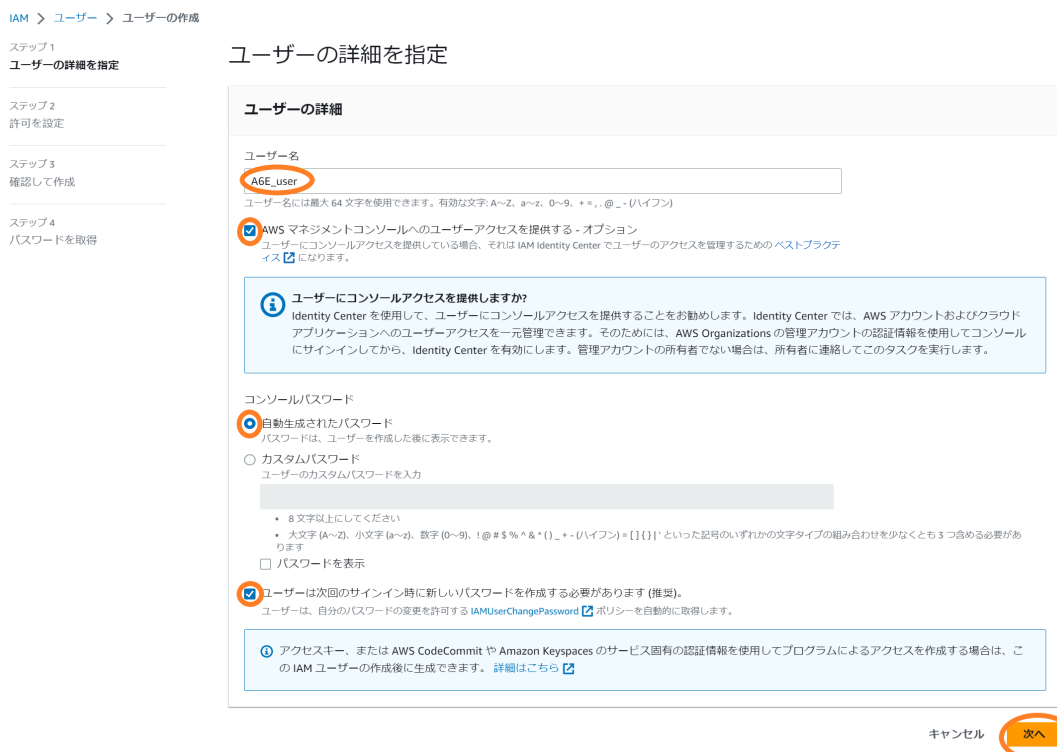 IAM > ユーザー > ユーザーの作成
ステップ 1
ユーザーの詳細を指定
ステップ 2
許可を設定
ステップ 3
確認して作成
ステップ 4
パスワードを取得
ユーザーの詳細を指定
ユーザーの詳細
ユーザー名
A6E_user
ユーザー名には最大 64 文字を使用できます。有効な文字: A～Z、a～z、0～9、+ = , . @ _ - (ハイフン)
AWS マネジメントコンソールへのユーザーアクセスを提供する - オプション
ユーザーにコンソールアクセスを提供している場合、それは IAM Identity Center でユーザーのアクセスを管理するための ベストプラクテ
ィス になります。
ユーザーにコンソールアクセスを提供しますか?
Identity Center を使用して、ユーザーにコンソールアクセスを提供することをお勧めします。Identity Center では、AWS アカウントおよびクラウド
アプリケーションへのユーザーアクセスを一元管理できます。そのためには、AWS Organizations の管理アカウントの認証情報を使用してコンソール
にサインインしてから、Identity Center を有効にします。管理アカウントの所有者でない場合は、所有者に連絡してこのタスクを実行します。
コンソールパスワード
自動生成されたパスワード
パスワードは、ユーザーを作成した後に表示できます。
カスタムパスワード
ユーザーのカスタムパスワードを入力
• 8 文字以上にしてください
• 大文字 (A～Z)、小文字 (a～z)、数字 (0～9)、! @ # $ % ^ & * ( ) _ + - (ハイフン) = [ ] { } | ' といった記号のいずれかの文字タイプの組み合わせを少なくとも 3 つ含める必要があ
ります
パスワードを表示
ユーザーは次回のサインイン時に新しいパスワードを作成する必要があります (推奨)。
ユーザーは、自分のパスワードの変更を許可する IAMUserChangePassword ポリシーを自動的に取得します。
アクセスキー、または AWS CodeCommit や Amazon Keyspaces のサービス固有の認証情報を使用してプログラムによるアクセスを作成する場合は、こ
の IAM ユーザーの作成後に生成できます。 詳細はこちら
キャンセル
次へ